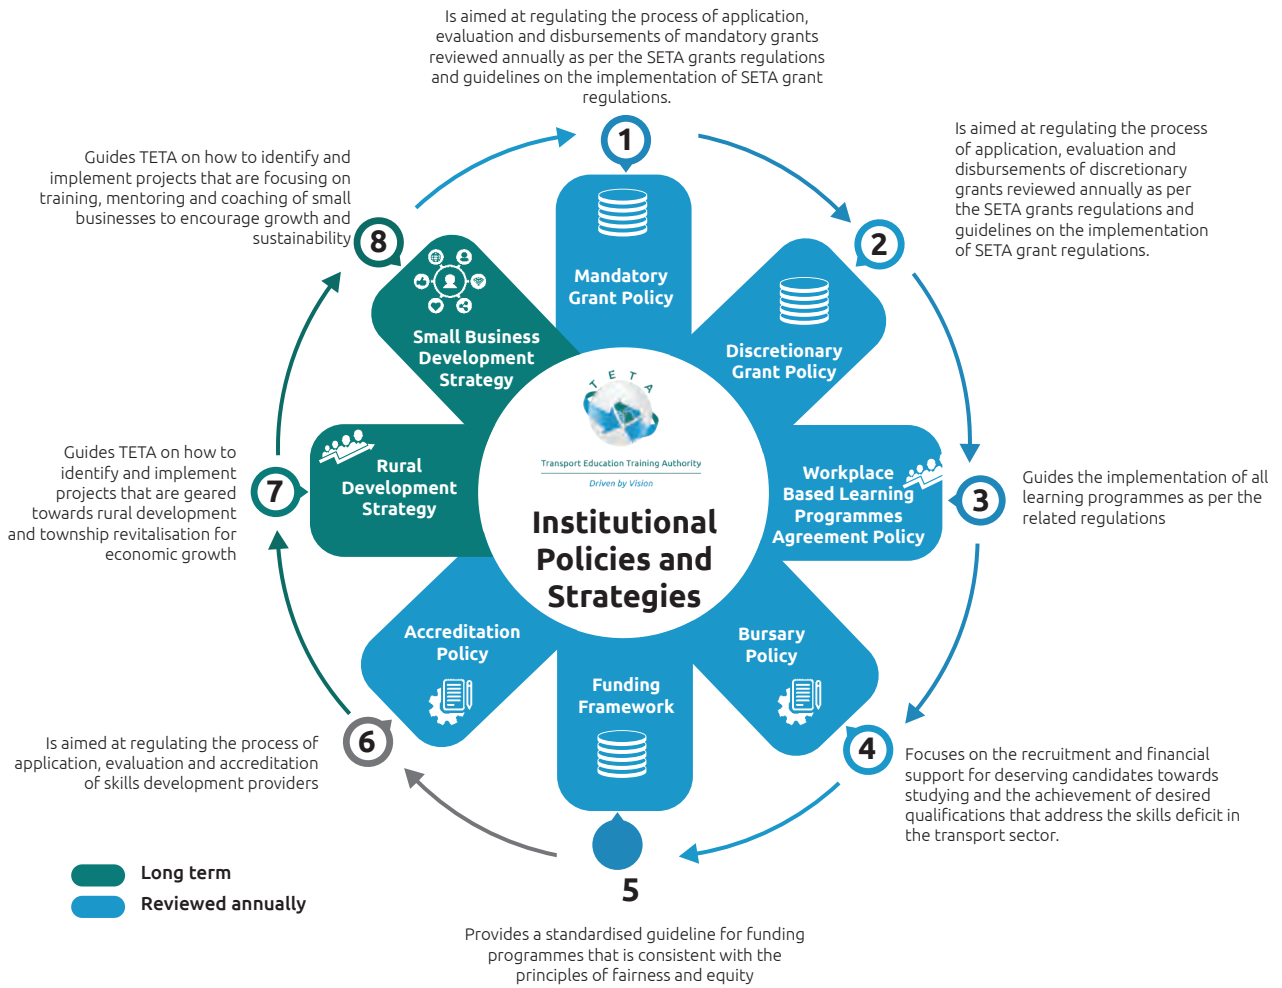 Is aimed at regulating the process of application,
evaluation and disbursements of mandatory grants
reviewed annually as per the SETA grants regulations
and guidelines on the implementation of SETA grant
regulations.
1
Mandatory
Grant Policy
Is aimed at regulating the process
of application, evaluation and
disbursements of discretionary
grants reviewed annually as per
the SETA grants regulations and
guidelines on the implementation
of SETA grant regulations.
2
Discretionary
Grant Policy
Guides the implementation of all
learning programmes as per the
related regulations
3
Workplace
Based Learning
Programmes
Agreement Policy
Focuses on the recruitment and financial
support for deserving candidates towards
studying and the achievement of desired
qualifications that address the skills deficit in
the transport sector.
4
Bursary
Policy
Funding
Framework
5
Provides a standardised guideline for funding
programmes that is consistent with the
principles of fairness and equity
Accreditation
Policy
6
Is aimed at regulating the process of
application, evaluation and accreditation
of skills development providers
Rural
Development
Strategy
7
Guides TETA on how to
identify and implement
projects that are geared
towards rural development
and township revitalisation for
economic growth
Small Business
Development
Strategy
8
Guides TETA on how to identify and
implement projects that are focusing on
training, mentoring and coaching of small
businesses to encourage growth and
sustainability
TETA
Transport Education Training Authority
Driven by Vision
Institutional
Policies and
Strategies
Long term
Reviewed annually